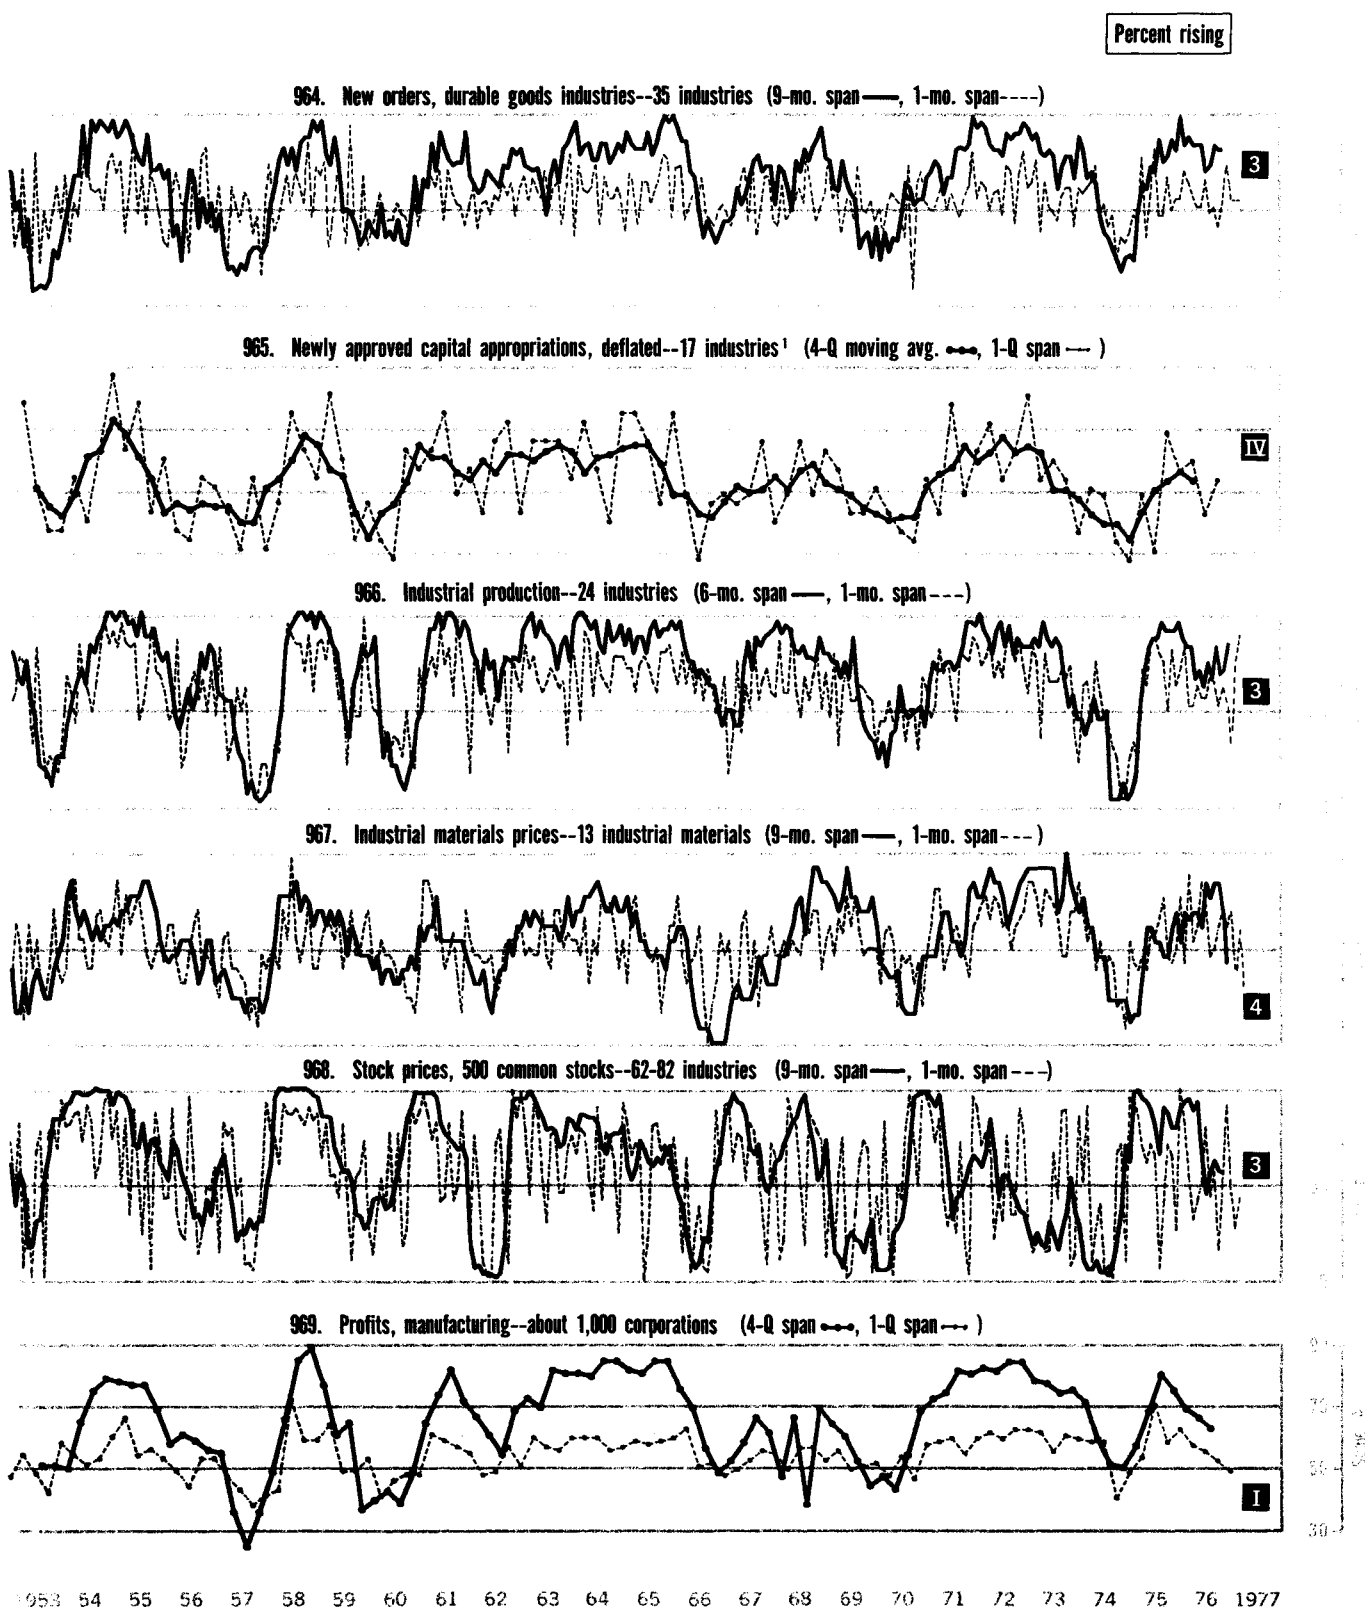 Percent rising
964. New orders, durable goods industries--35 industries (9-mo. span——, 1-mo. span----)
3
965. Newly approved capital appropriations, deflated--17 industries¹ (4-Q moving avg. •••, 1-Q span ·--· )
IV
966. Industrial production--24 industries (6-mo. span——, 1-mo. span---)
3
967. Industrial materials prices--13 industrial materials (9-mo. span——, 1-mo. span---)
4
968. Stock prices, 500 common stocks--62-82 industries (9-mo. span——, 1-mo. span---)
3
969. Profits, manufacturing--about 1,000 corporations (4-Q span •••, 1-Q span ·--· )
70
50
I
30
1953 54 55 56 57 58 59 60 61 62 63 64 65 66 67 68 69 70 71 72 73 74 75 76 1977